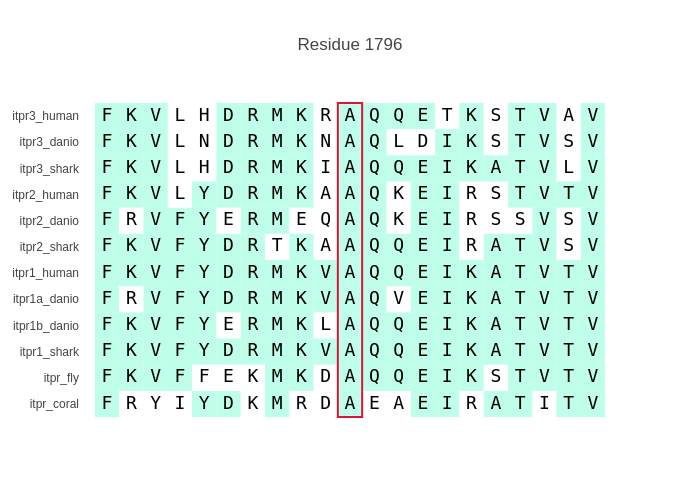 Residue 1796
itpr3_human F K V L H D R M K R A Q Q E T K S T V A V
itpr3_danio F K V L N D R M K N A Q L D I K S T V S V
itpr3_shark F K V L H D R M K I A Q Q E I K A T V L V
itpr2_human F K V L Y D R M K A A Q K E I R S T V T V
itpr2_danio F R V F Y E R M E Q A Q K E I R S S V S V
itpr2_shark F K V F Y D R T K A A Q Q E I R A T V S V
itpr1_human F K V F Y D R M K V A Q Q E I K A T V T V
itpr1a_danio F R V F Y D R M K V A Q V E I K A T V T V
itpr1b_danio F K V F Y E R M K L A Q Q E I K A T V T V
itpr1_shark F K V F Y D R M K V A Q Q E I K A T V T V
itpr_fly F K V F F E K M K D A Q Q E I K S T V T V
itpr_coral F R Y I Y D K M R D A E A E I R A T I T V